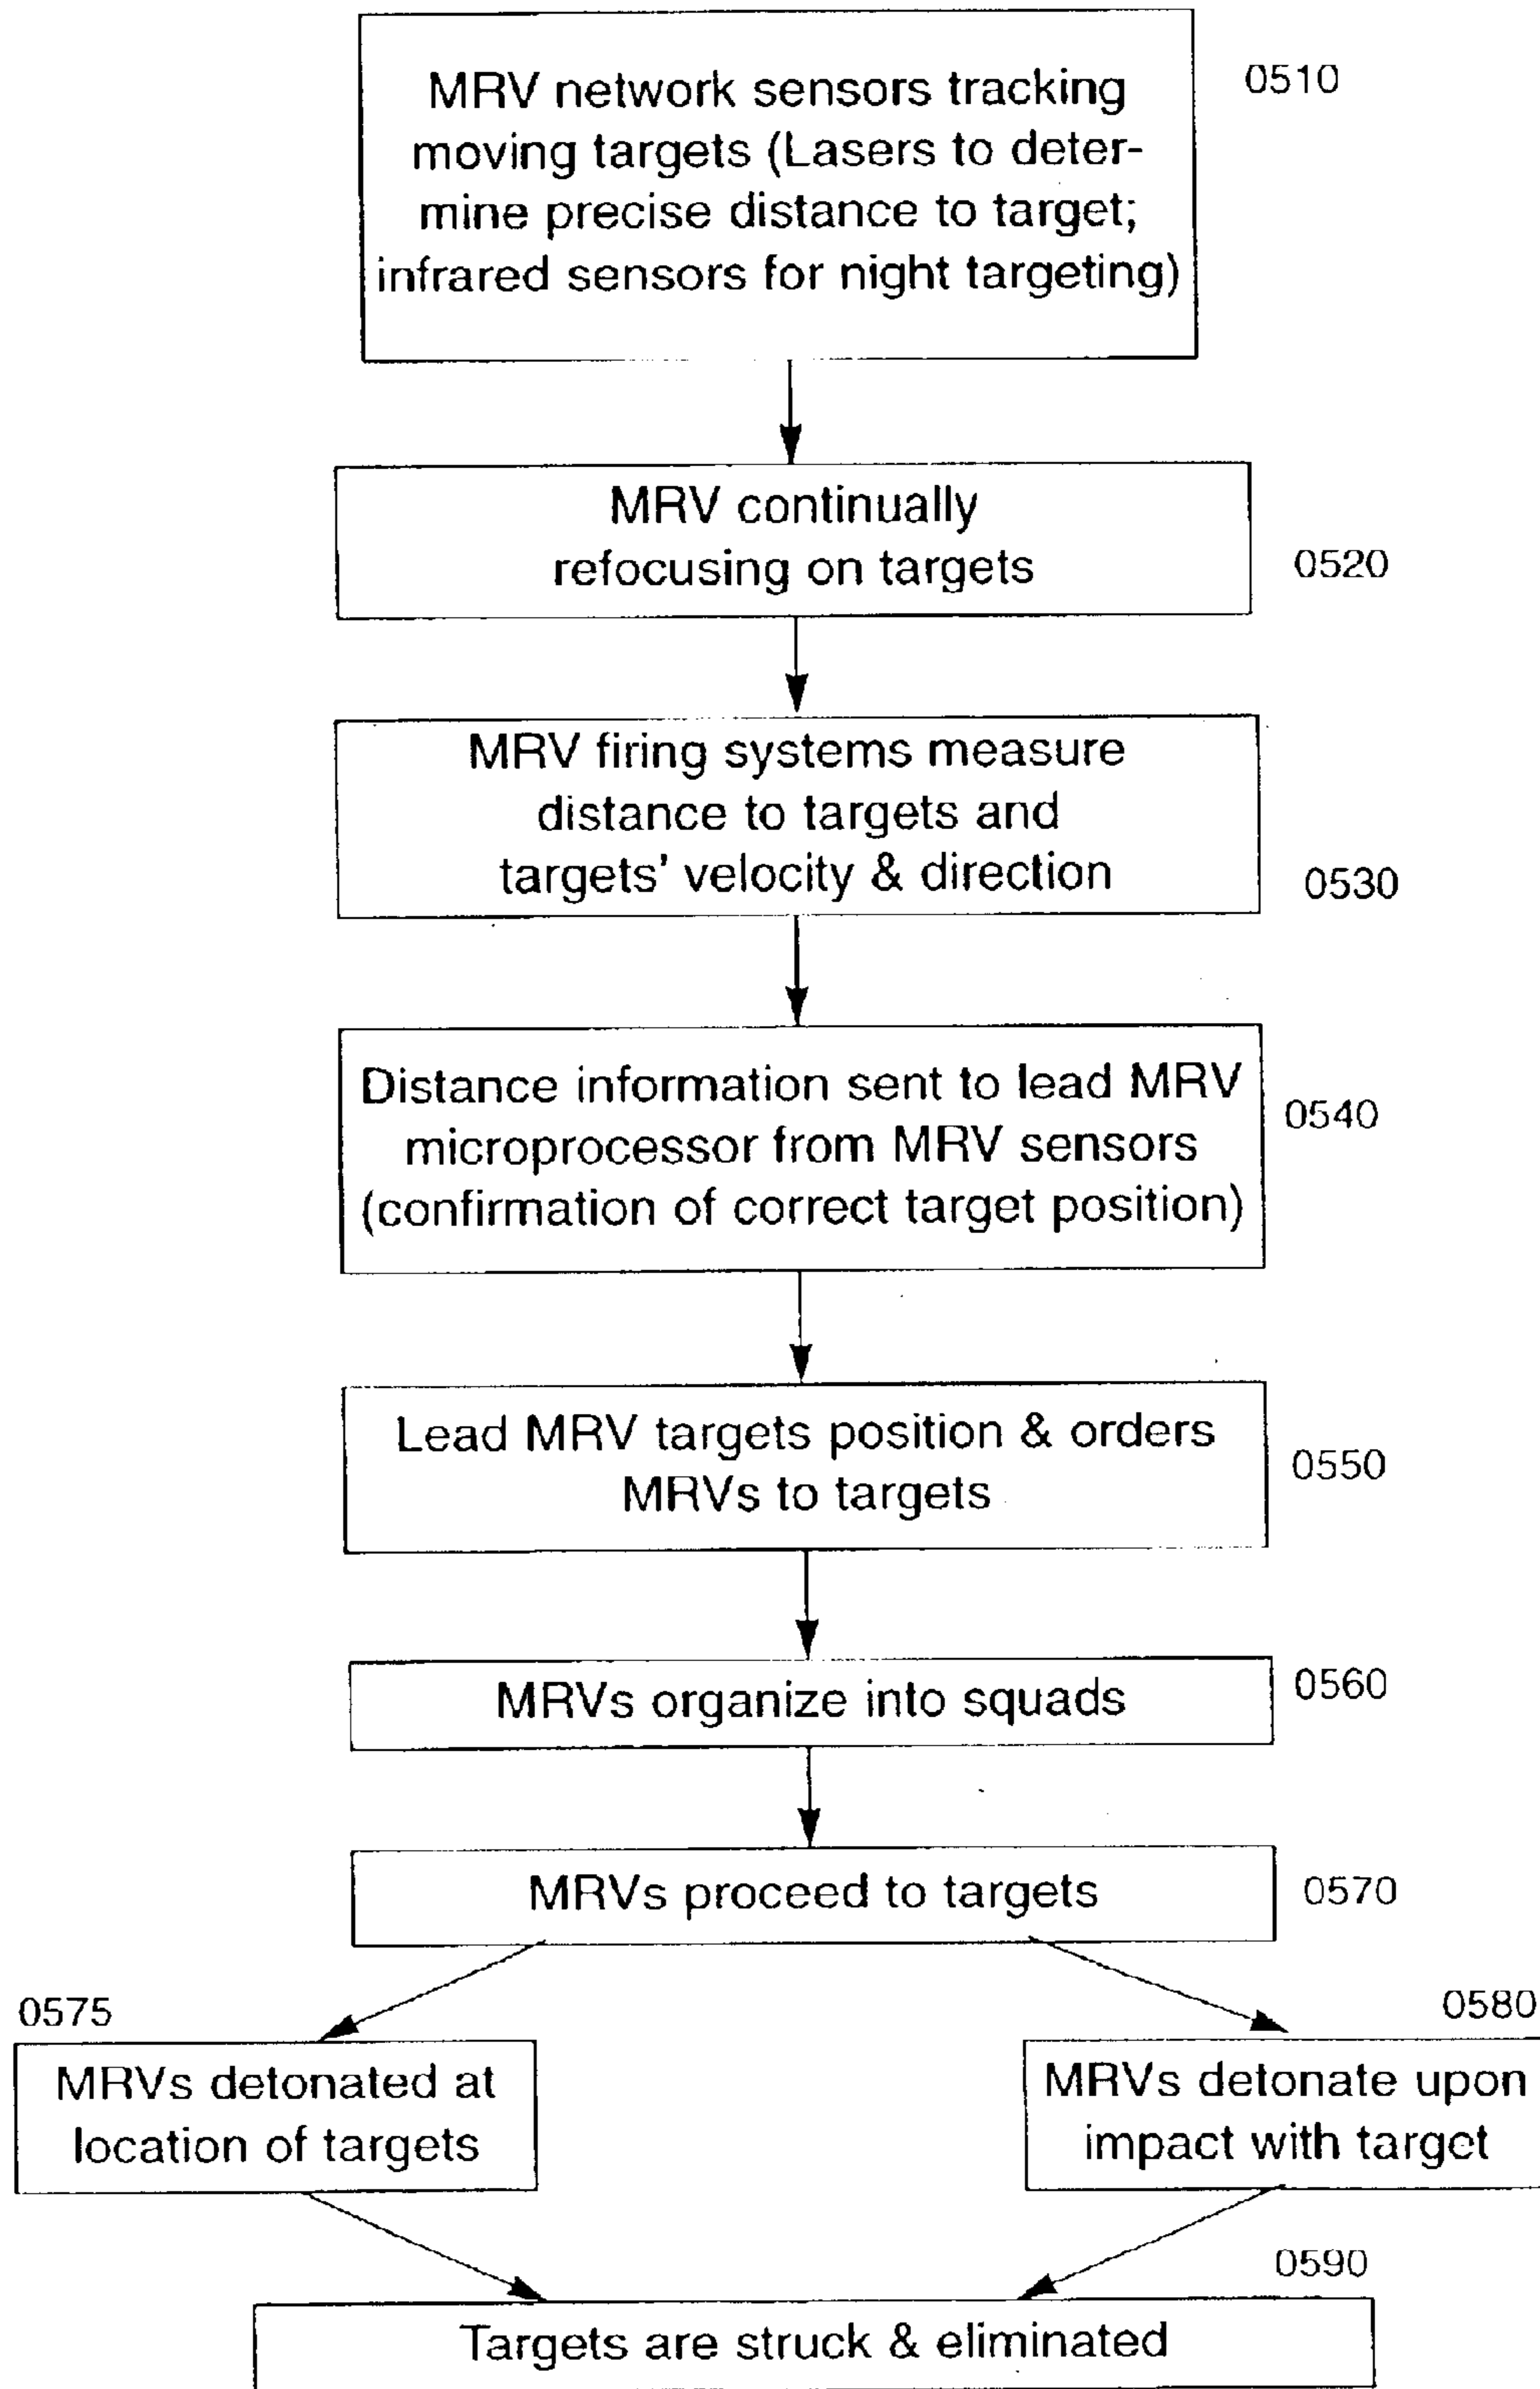 MRV network sensors tracking
moving targets (Lasers to deter-
mine precise distance to target;
infrared sensors for night targeting)
0510
MRV continually
refocusing on targets
0520
MRV firing systems measure
distance to targets and
targets' velocity & direction
0530
Distance information sent to lead MRV
microprocessor from MRV sensors
(confirmation of correct target position)
0540
Lead MRV targets position & orders
MRVs to targets
0550
MRVs organize into squads
0560
MRVs proceed to targets
0570
0575
MRVs detonated at
location of targets
0580
MRVs detonate upon
impact with target
0590
Targets are struck & eliminated